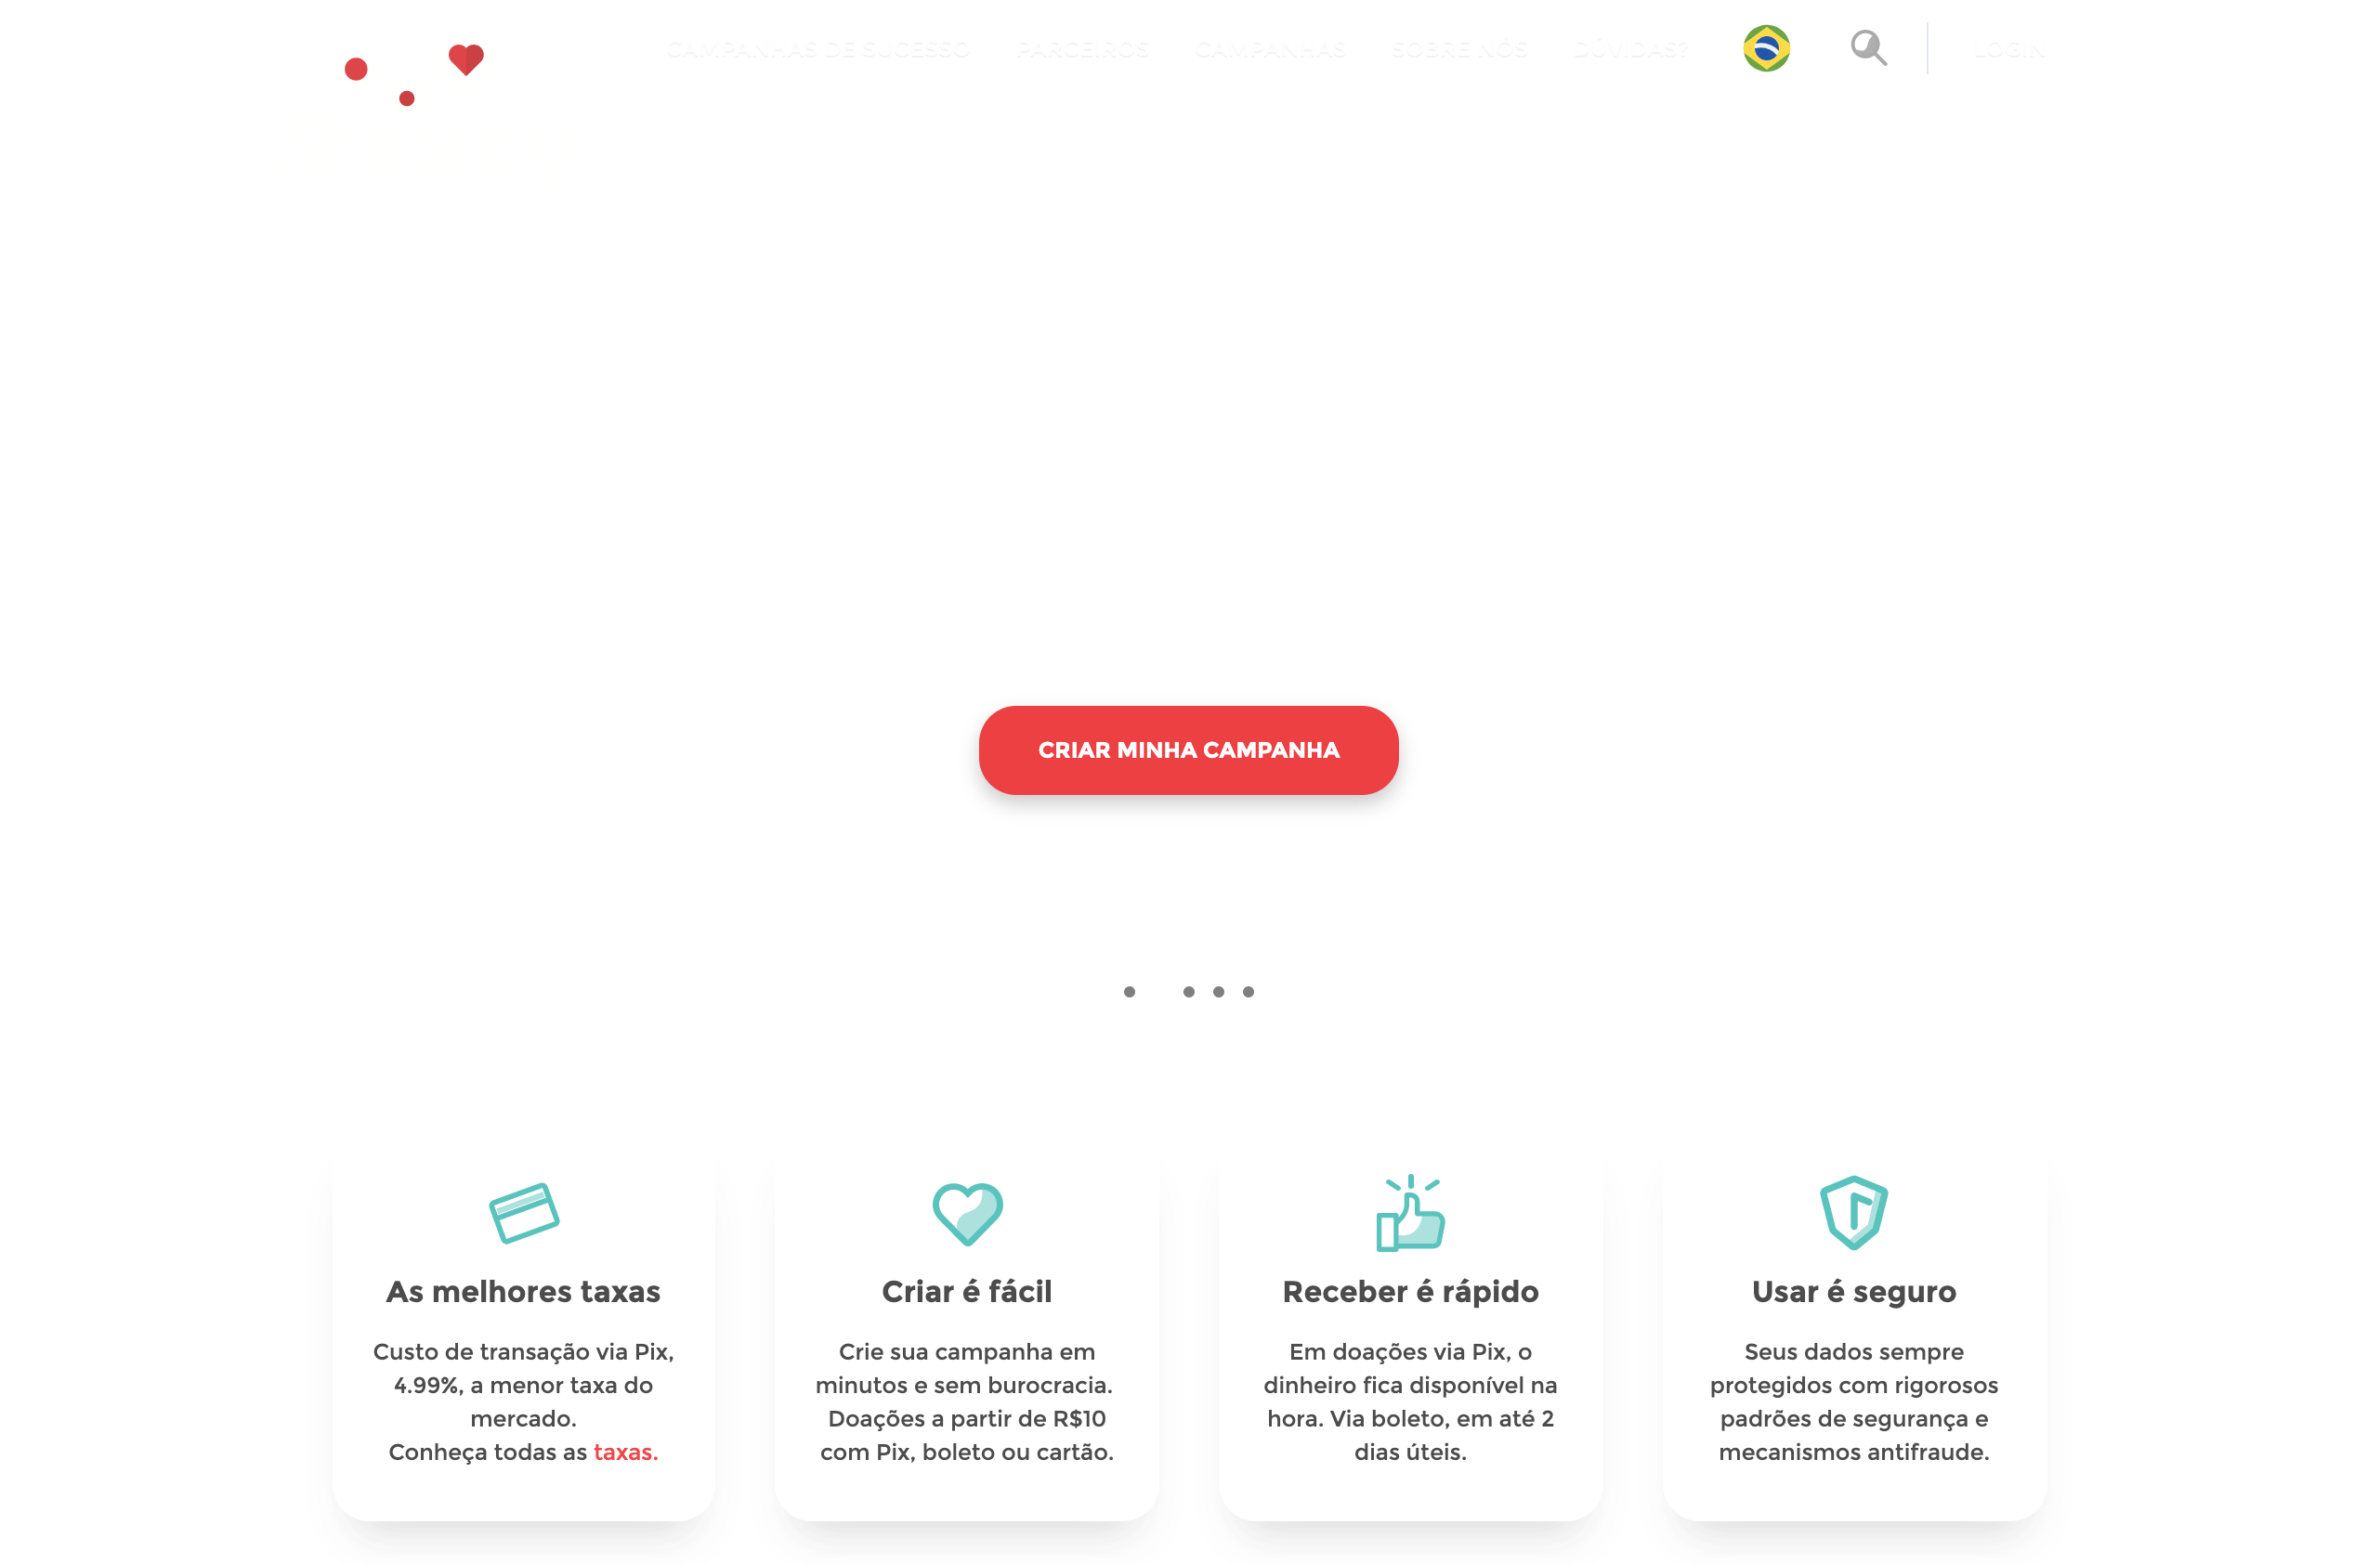 CAMPANHAS DE SUCESSO PARCEIROS CAMPANHAS SOBRE NÓS DÚVIDAS? LOGIN
CRIAR MINHA CAMPANHA
As melhores taxas
Custo de transação via Pix,
4.99%, a menor taxa do
mercado.
Conheça todas as taxas.
Criar é fácil
Crie sua campanha em
minutos e sem burocracia.
Doações a partir de R$10
com Pix, boleto ou cartão.
Receber é rápido
Em doações via Pix, o
dinheiro fica disponível na
hora. Via boleto, em até 2
dias úteis.
Usar é seguro
Seus dados sempre
protegidos com rigorosos
padrões de segurança e
mecanismos antifraude.